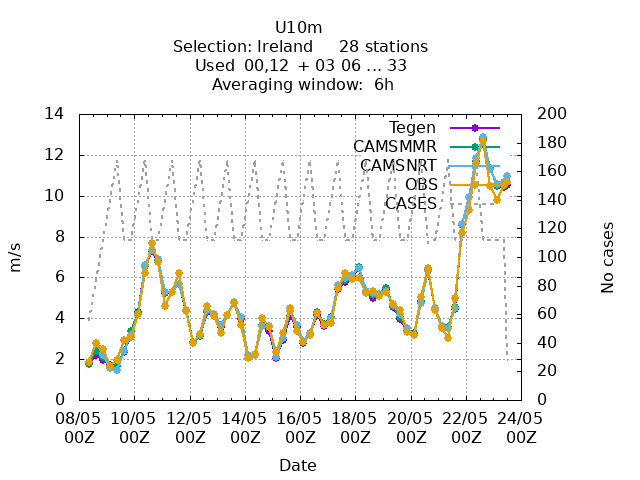 U10m
Selection: Ireland 28 stations
Used 00,12 + 03 06 ... 33
Averaging window: 6h
14 200
12 180
10 160
8 140
6 120
4 100
2 80
0 60
40
20
0
m/s
No cases
Tegen
CAMSMMR
CAMSNRT
OBS
CASES
08/05 10/05 12/05 14/05 16/05 18/05 20/05 22/05 24/05
00Z 00Z 00Z 00Z 00Z 00Z 00Z 00Z 00Z
Date